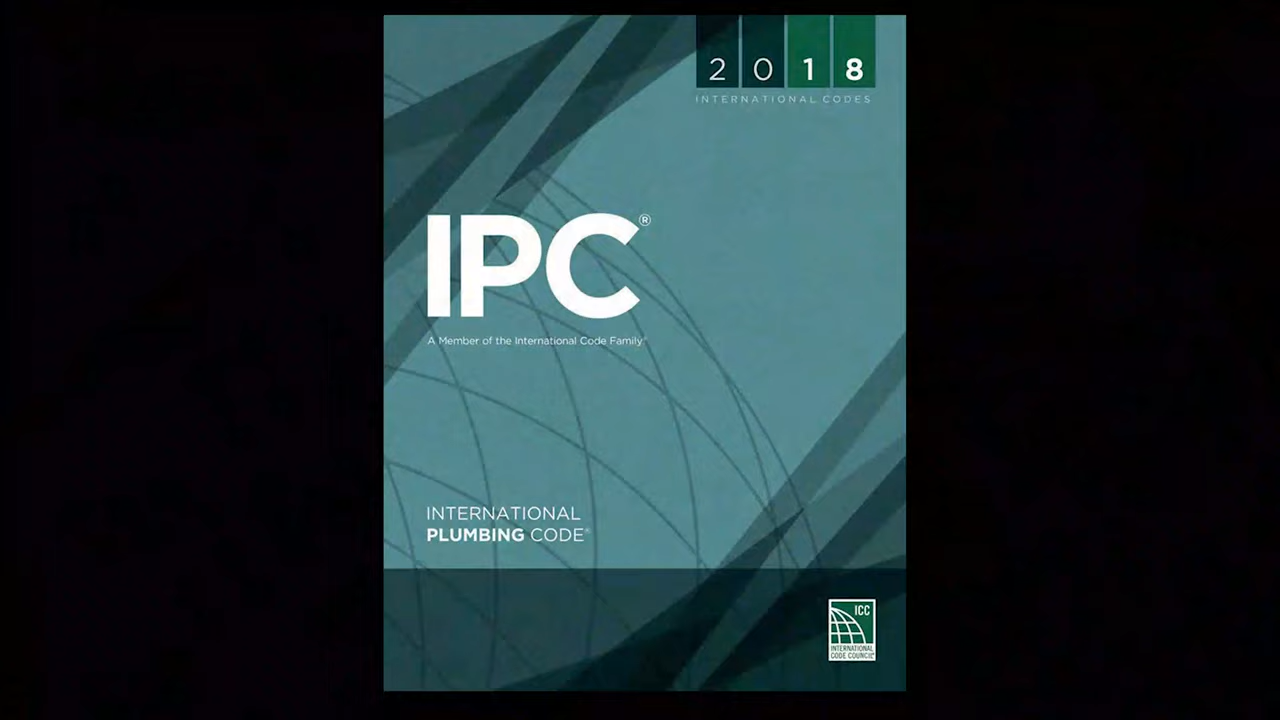 2018
INTERNATIONAL CODES
IPC®
A Member of the International Code Family®
INTERNATIONAL
PLUMBING CODE®
ICC
INTERNATIONAL
CODE COUNCIL®